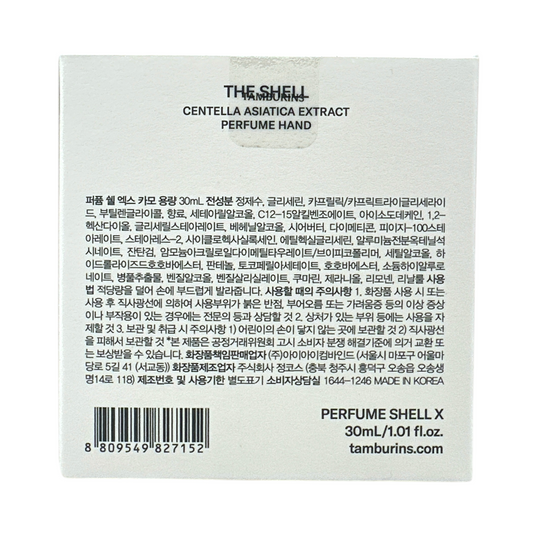 THE SHELL
TAMBURINS
CENTELLA ASIATICA EXTRACT
PERFUME HAND
퍼퓸 쉘 엑스 카모 용량 30mL 전성분 정제수, 글리세린, 카프릴릭/카프릭트라이글리세라이
드, 부틸렌글라이콜, 향료, 세테아릴알코올, C12-15알킬벤조에이트, 아이소도데케인, 1,2-
헥산다이올, 글리세릴스테아레이트, 베헤닐알코올, 시어버터, 다이메티콘, 피이지-100스테
아레이트, 스테아레스-2, 사이클로헥사실록세인, 에틸헥실글리세린, 알루미늄전분옥테닐석
시네이트, 잔탄검, 암모늄아크릴로일다이메틸타우레이트/브이피코폴리머, 세틸알코올, 하
이드롤라이즈드호호바에스터, 판테놀, 토코페릴아세테이트, 호호바에스터, 소듐하이알루로
네이트, 병풀추출물, 벤질알코올, 벤질살리실레이트, 쿠마린, 제라니올, 리모넨, 리날룰 사용
법 적당량을 덜어 손에 부드럽게 펴 바릅니다. 사용할 때의 주의사항 1. 화장품 사용 시 또는
사용 후 직사광선에 의하여 사용부위가 붉은 반점, 부어오름 또는 가려움증 등의 이상 증상
이나 부작용이 있는 경우에는 전문의 등과 상담할 것 2. 상처가 있는 부위 등에는 사용을 자
제할 것 3. 보관 및 취급 시 주의사항 1) 어린이의 손이 닿지 않는 곳에 보관할 것 2) 직사광선
을 피해서 보관할 것 *본 제품은 공정거래위원회 고시 소비자 분쟁 해결기준에 의거 교환 또
는 보상받을 수 있습니다. 화장품책임판매업자 (주)아이아이컴바인드 (서울시 마포구 어울마
당로 5길 41 (서교동)) 화장품제조업자 주식회사 정코스 (충북 청주시 흥덕구 오송읍 오송생
명14로 118) 제조번호 및 사용기한 별도표기 소비자상담실 1644-1246 MADE IN KOREA
PERFUME SHELL X
30mL/1.01 fl.oz.
tamburins.com
8 809549 827152